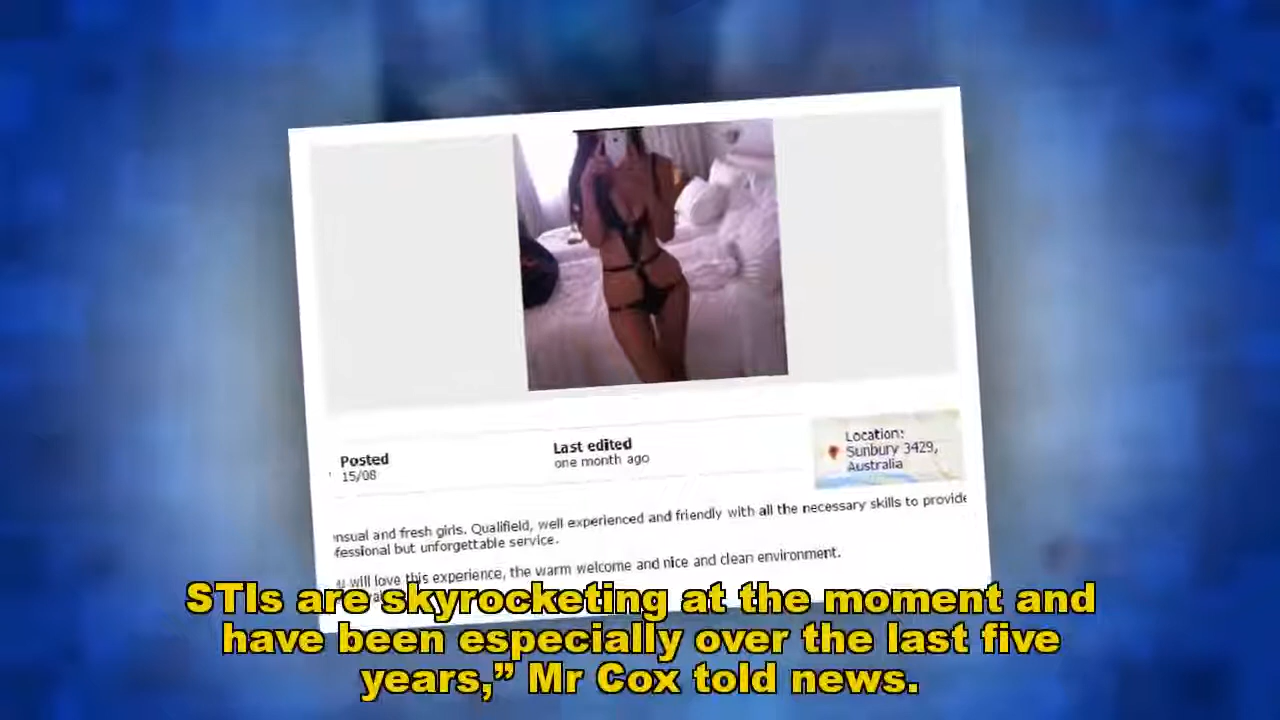 Posted
15/08
Last edited
one month ago
Location:
Sunbury 3429,
Australia
and fresh girls. Qualifield, well experienced and friendly with all the necessary skills to provide
but unforgettable service.
will love this experience, the warm welcome and nice and clean environment.
STIs are skyrocketing at the moment and
have been especially over the last five
years,” Mr Cox told news.